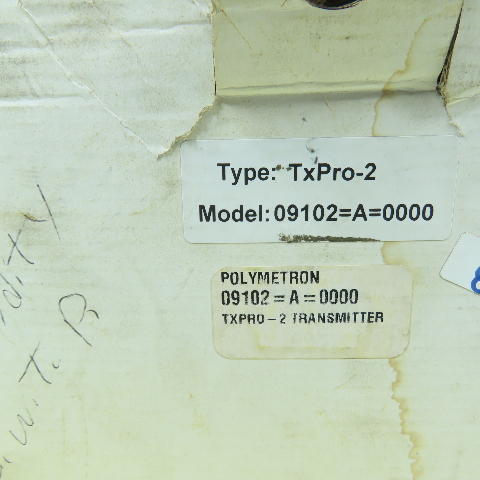 Type: TxPro-2
Model: 09102=A=0000
POLYMETRON
09102 = A = 0000
TXPRO-2 TRANSMITTER